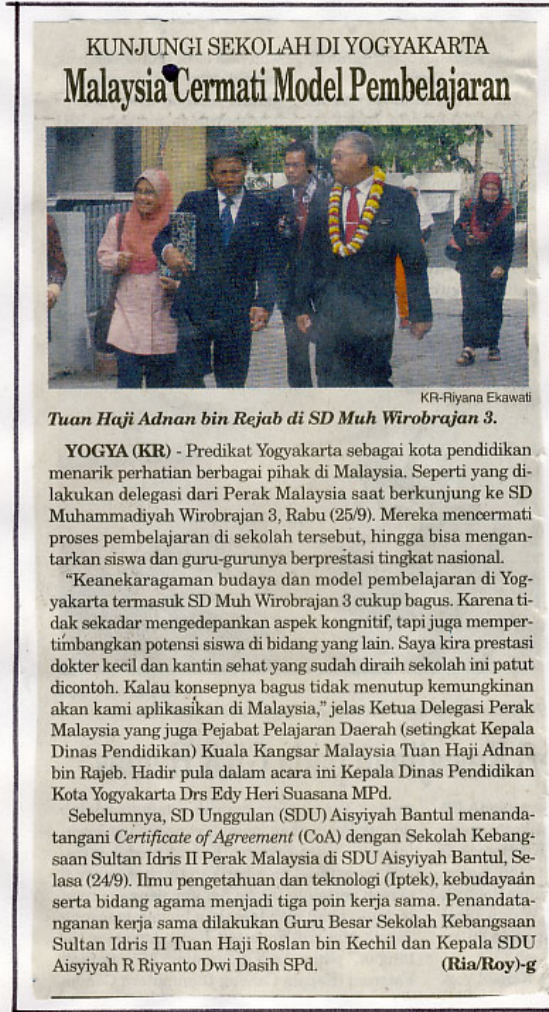 KUNJUNGI SEKOLAH DI YOGYAKARTA
Malaysia Cermati Model Pembelajaran
KR-Riyana Ekawati
Tuan Haji Adnan bin Rejab di SD Muh Wirobrajan 3.
YOGYA (KR) - Predikat Yogyakarta sebagai kota pendidikan
menarik perhatian berbagai pihak di Malaysia. Seperti yang di-
lakukan delegasi dari Perak Malaysia saat berkunjung ke SD
Muhammadiyah Wirobrajan 3, Rabu (25/9). Mereka mencermati
proses pembelajaran di sekolah tersebut, hingga bisa mengan-
tarkan siswa dan guru-gurunya berprestasi tingkat nasional.
"Keanekaragaman budaya dan model pembelajaran di Yog-
yakarta termasuk SD Muh Wirobrajan 3 cukup bagus. Karena ti-
dak sekadar mengedepankan aspek kongnitif, tapi juga memper-
timbangkan potensi siswa di bidang yang lain. Saya kira prestasi
dokter kecil dan kantin sehat yang sudah diraih sekolah ini patut
dicontoh. Kalau konsepnya bagus tidak menutup kemungkinan
akan kami aplikasikan di Malaysia," jelas Ketua Delegasi Perak
Malaysia yang juga Pejabat Pelajaran Daerah (setingkat Kepala
Dinas Pendidikan) Kuala Kangsar Malaysia Tuan Haji Adnan
bin Rajeb. Hadir pula dalam acara ini Kepala Dinas Pendidikan
Kota Yogyakarta Drs Edy Heri Suasana MPd.
Sebelumnya, SD Unggulan (SDU) Aisyiyah Bantul menanda-
tangani Certificate of Agreement (CoA) dengan Sekolah Kebang-
saan Sultan Idris II Perak Malaysia di SDU Aisyiyah Bantul, Se-
lasa (24/9). Ilmu pengetahuan dan teknologi (Iptek), kebudayaan
serta bidang agama menjadi tiga poin kerja sama. Penandata-
nganan kerja sama dilakukan Guru Besar Sekolah Kebangsaan
Sultan Idris II Tuan Haji Roslan bin Kechil dan Kepala SDU
Aisyiyah R Riyanto Dwi Dasih SPd. (Ria/Roy)-g